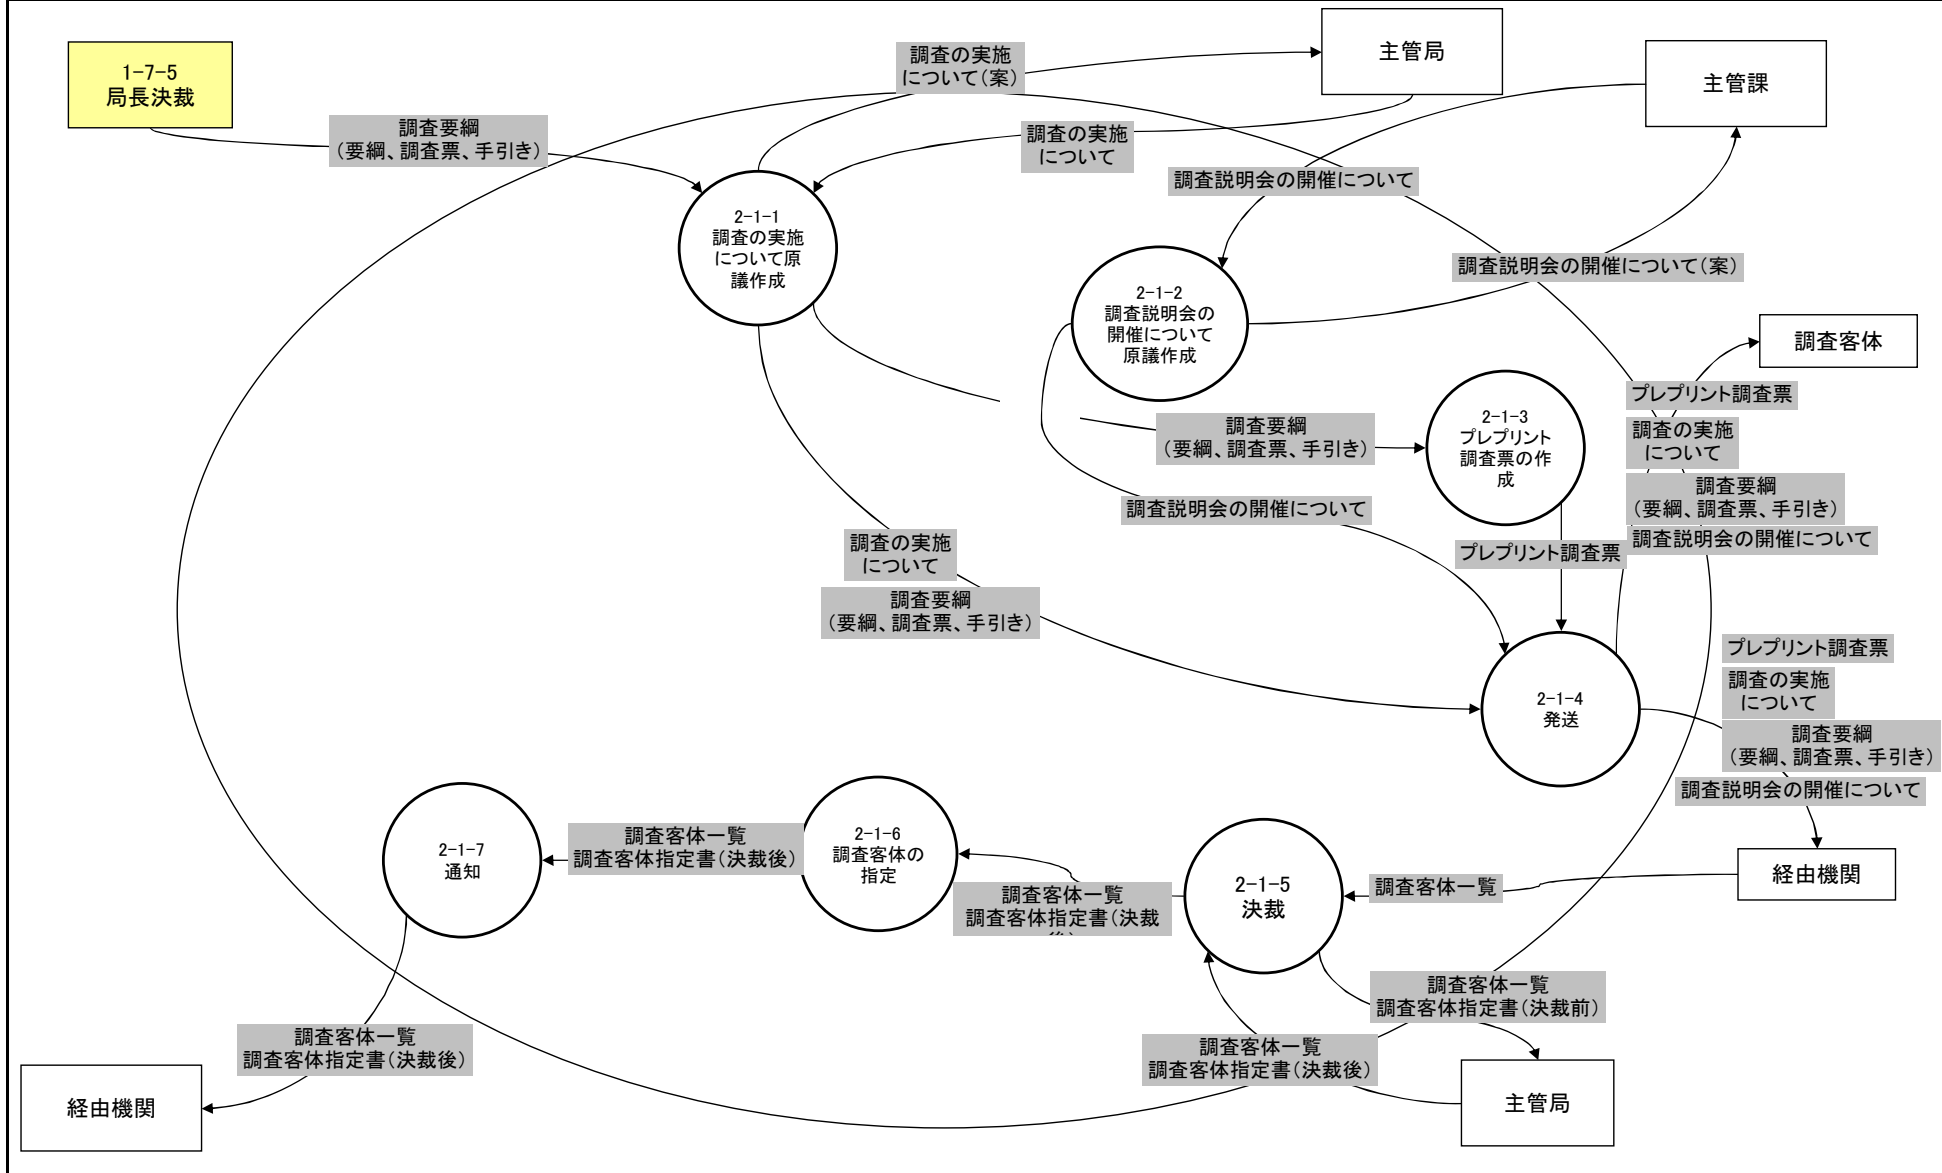 1-7-5
局長決裁
調査の実施
について(案)
主管局
主管課
調査要綱
(要綱、調査票、手引き)
調査の実施
について
調査説明会の開催について
2-1-1
調査の実施
について原
議作成
調査説明会の開催について(案)
2-1-2
調査説明会の
開催について
原議作成
調査客体
プレプリント調査票
調査の実施
について
調査要綱
(要綱、調査票、手引き)
調査説明会の開催について
調査要綱
(要綱、調査票、手引き)
2-1-3
プレプリント
調査票の作
成
調査説明会の開催について
プレプリント調査票
調査の実施
について
調査要綱
(要綱、調査票、手引き)
2-1-4
発送
プレプリント調査票
調査の実施
について
調査要綱
(要綱、調査票、手引き)
調査説明会の開催について
2-1-7
通知
調査客体一覧
調査客体指定書(決裁後)
2-1-6
調査客体の
指定
調査客体一覧
調査客体指定書(決裁
2-1-5
決裁
調査客体一覧
経由機関
調査客体一覧
調査客体指定書(決裁前)
調査客体一覧
調査客体指定書(決裁後)
調査客体一覧
調査客体指定書(決裁後)
経由機関
主管局